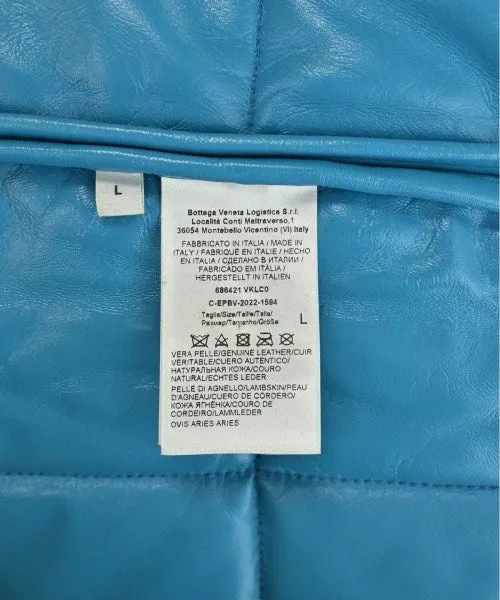 L
Bottega Veneta Logistica S.r.l.
Località Conti Maltraverso,1
36054 Montebello Vicentino (VI) Italy
FABBRICATO IN ITALIA / MADE IN
ITALY / FABRIQUÉ EN ITALIE / HECHO
EN ITALIA / СДЕЛАНО В ИТАЛИИ /
FABRICADO EM ITÁLIA /
HERGESTELLT IN ITALIEN
686421 VKLC0
C-EPBV-2022-1594
Taglia/Size/Taille/Talla/
Размер/Tamanho/Größe
L
VERA PELLE/GENUINE LEATHER/CUIR
VÉRITABLE/CUERO AUTÉNTICO/
НАТУРАЛЬНАЯ КОЖА/COURO
NATURAL/ECHTES LEDER
PELLE DI AGNELLO/LAMBSKIN/PEAU
D'AGNEAU/CUERO DE CORDERO/
КОЖА ЯГНЁНКА/COURO DE
CORDEIRO/LAMMLEDER
OVIS ARIES ARIES